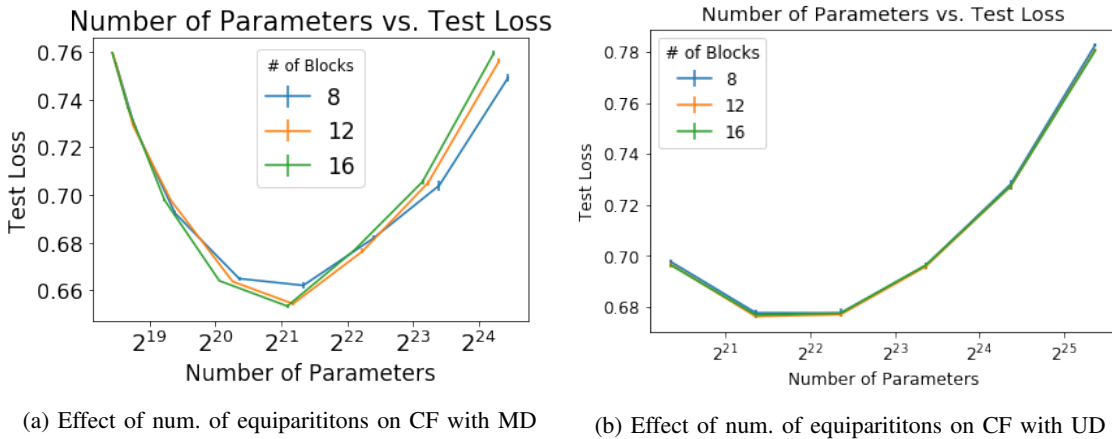 Number of Parameters vs. Test Loss
0.76
0.74
0.72
0.70
0.68
0.66
Test Loss
# of Blocks
8
12
16
2^19
2^20
2^21
2^22
2^23
2^24
Number of Parameters
(a) Effect of num. of equiparititons on CF with MD
Number of Parameters vs. Test Loss
0.78
0.76
0.74
0.72
0.70
0.68
Test Loss
# of Blocks
8
12
16
2^21
2^22
2^23
2^24
2^25
Number of Parameters
(b) Effect of num. of equiparititons on CF with UD